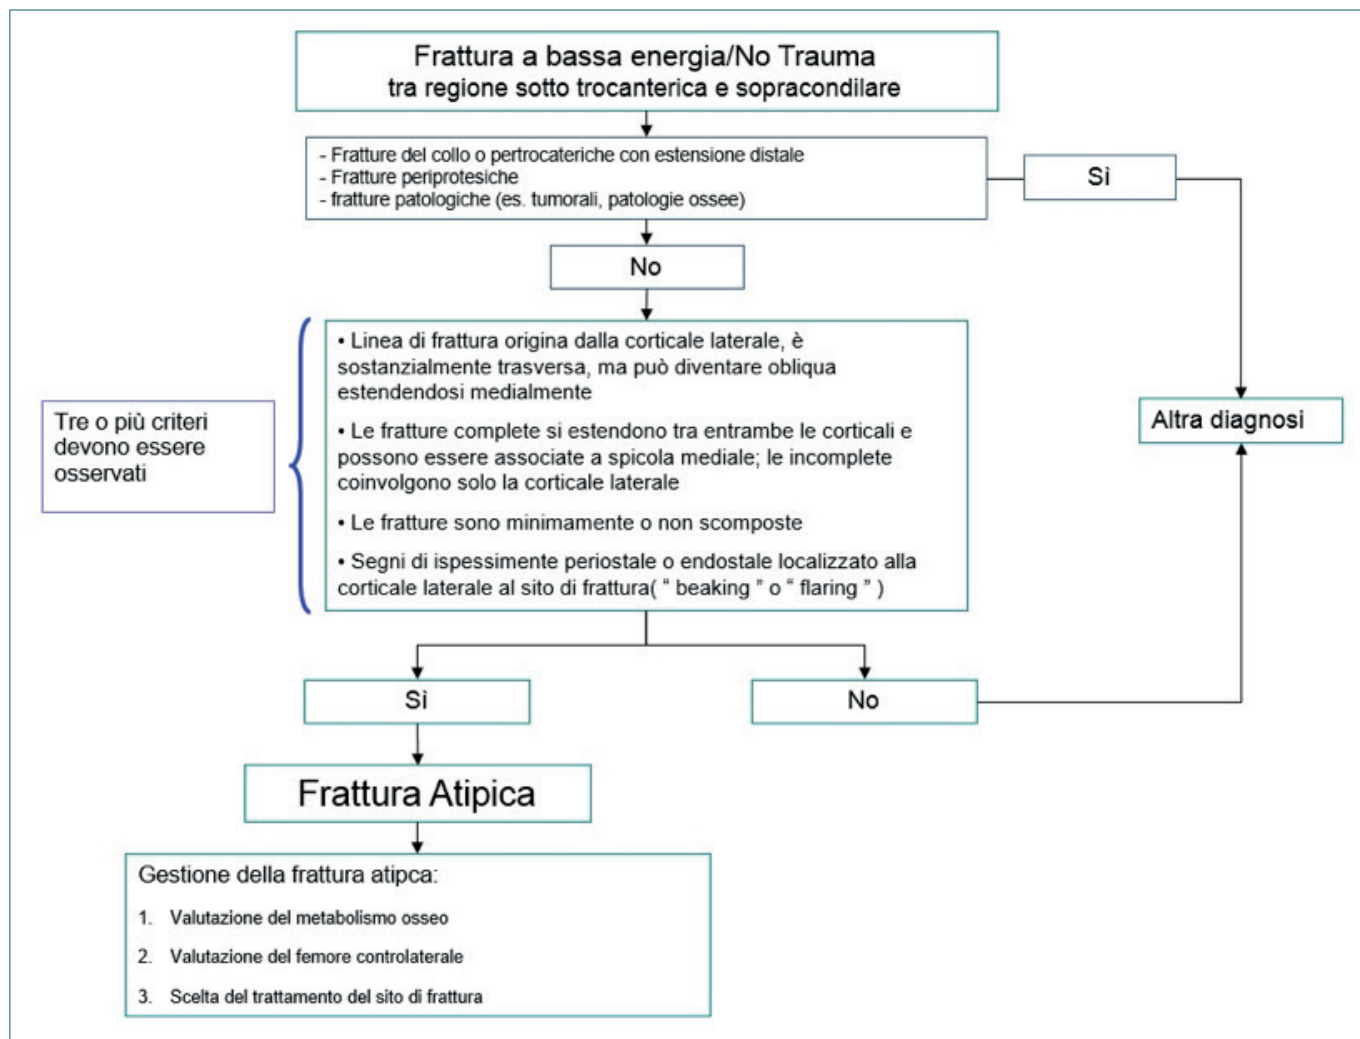 Frattura a bassa energia/No Trauma
tra regione sotto trocanterica e sopracondilare
- Fratture del collo o pertrocateriche con estensione distale
- Fratture periprotesiche
- fratture patologiche (es. tumorali, patologie ossee)
Sì
No
• Linea di frattura origina dalla corticale laterale, è
sostanzialmente trasversa, ma può diventare obliqua
estendendosi medialmente
• Le fratture complete si estendono tra entrambe le corticali e
possono essere associate a spicola mediale; le incomplete
coinvolgono solo la corticale laterale
• Le fratture sono minimamente o non scomposte
• Segni di ispessimente periostale o endostale localizzato alla
corticale laterale al sito di frattura( “ beaking ” o “ flaring ” )
Tre o più criteri
devono essere
osservati
Altra diagnosi
Sì
No
Frattura Atipica
Gestione della frattura atipca:
1. Valutazione del metabolismo osseo
2. Valutazione del femore controlaterale
3. Scelta del trattamento del sito di frattura